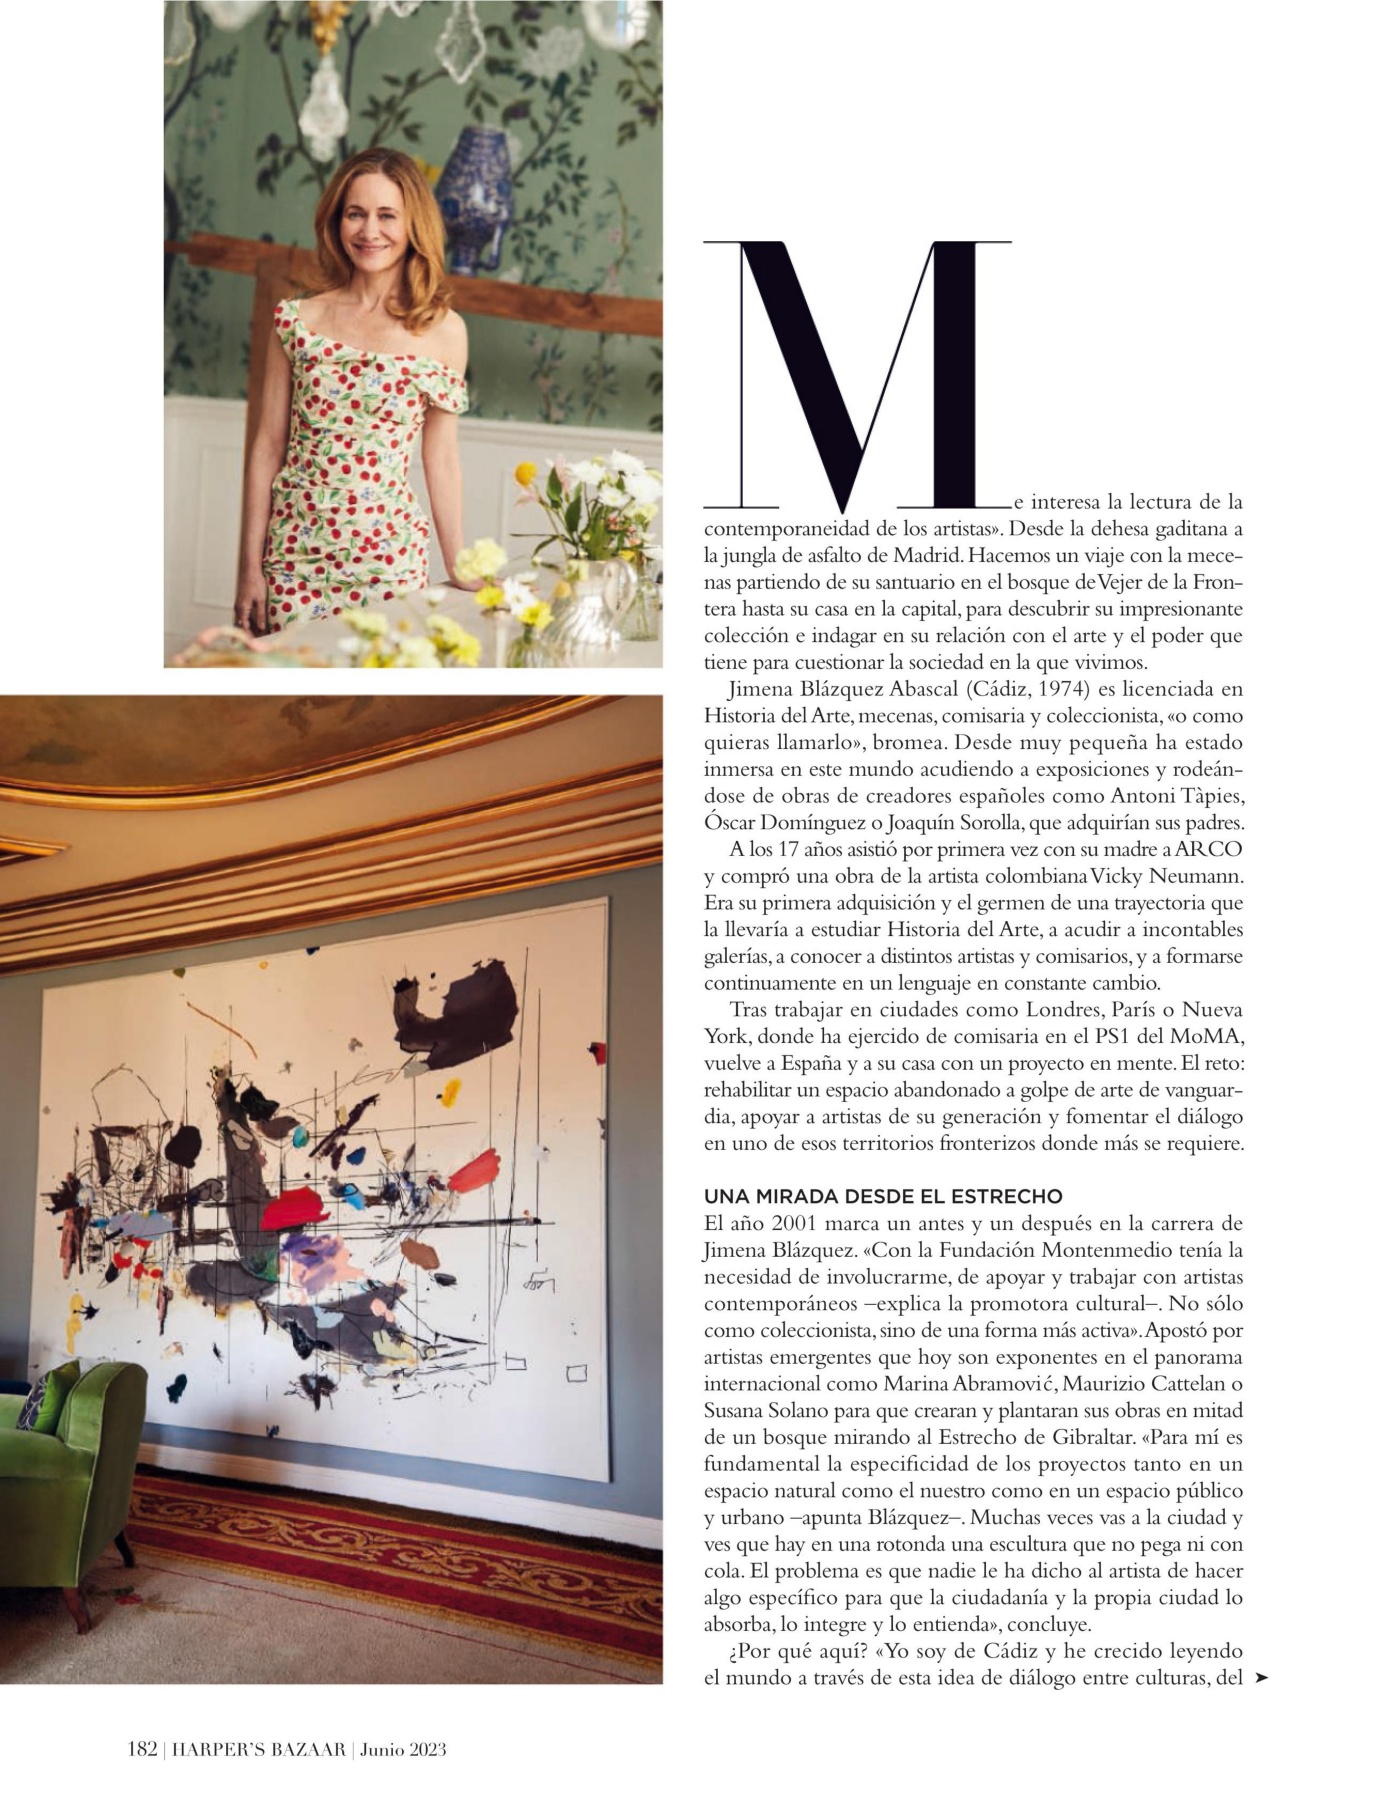 Me interesa la lectura de la
contemporaneidad de los artistas». Desde la dehesa gaditana a
la jungla de asfalto de Madrid. Hacemos un viaje con la mece-
nas partiendo de su santuario en el bosque de Vejer de la Fron-
tera hasta su casa en la capital, para descubrir su impresionante
colección e indagar en su relación con el arte y el poder que
tiene para cuestionar la sociedad en la que vivimos.
Jimena Blázquez Abascal (Cádiz, 1974) es licenciada en
Historia del Arte, mecenas, comisaria y coleccionista, «o como
quieras llamarlo», bromea. Desde muy pequeña ha estado
inmersa en este mundo acudiendo a exposiciones y rodeán-
dose de obras de creadores españoles como Antoni Tàpies,
Óscar Domínguez o Joaquín Sorolla, que adquirían sus padres.
A los 17 años asistió por primera vez con su madre a ARCO
y compró una obra de la artista colombiana Vicky Neumann.
Era su primera adquisición y el germen de una trayectoria que
la llevaría a estudiar Historia del Arte, a acudir a incontables
galerías, a conocer a distintos artistas y comisarios, y a formarse
continuamente en un lenguaje en constante cambio.
Tras trabajar en ciudades como Londres, París o Nueva
York, donde ha ejercido de comisaria en el PS1 del MoMA,
vuelve a España y a su casa con un proyecto en mente. El reto:
rehabilitar un espacio abandonado a golpe de arte de vanguar-
dia, apoyar a artistas de su generación y fomentar el diálogo
en uno de esos territorios fronterizos donde más se requiere.
UNA MIRADA DESDE EL ESTRECHO
El año 2001 marca un antes y un después en la carrera de
Jimena Blázquez. «Con la Fundación Montenmedio tenía la
necesidad de involucrarme, de apoyar y trabajar con artistas
contemporáneos –explica la promotora cultural–. No sólo
como coleccionista, sino de una forma más activa». Apostó por
artistas emergentes que hoy son exponentes en el panorama
internacional como Marina Abramović, Maurizio Cattelan o
Susana Solano para que crearan y plantaran sus obras en mitad
de un bosque mirando al Estrecho de Gibraltar. «Para mí es
fundamental la especificidad de los proyectos tanto en un
espacio natural como el nuestro como en un espacio público
y urbano –apunta Blázquez–. Muchas veces vas a la ciudad y
ves que hay en una rotonda una escultura que no pega ni con
cola. El problema es que nadie le ha dicho al artista de hacer
algo específico para que la ciudadanía y la propia ciudad lo
absorba, lo integre y lo entienda», concluye.
¿Por qué aquí? «Yo soy de Cádiz y he crecido leyendo
el mundo a través de esta idea de diálogo entre culturas, del ➤
182 | HARPER'S BAZAAR | Junio 2023